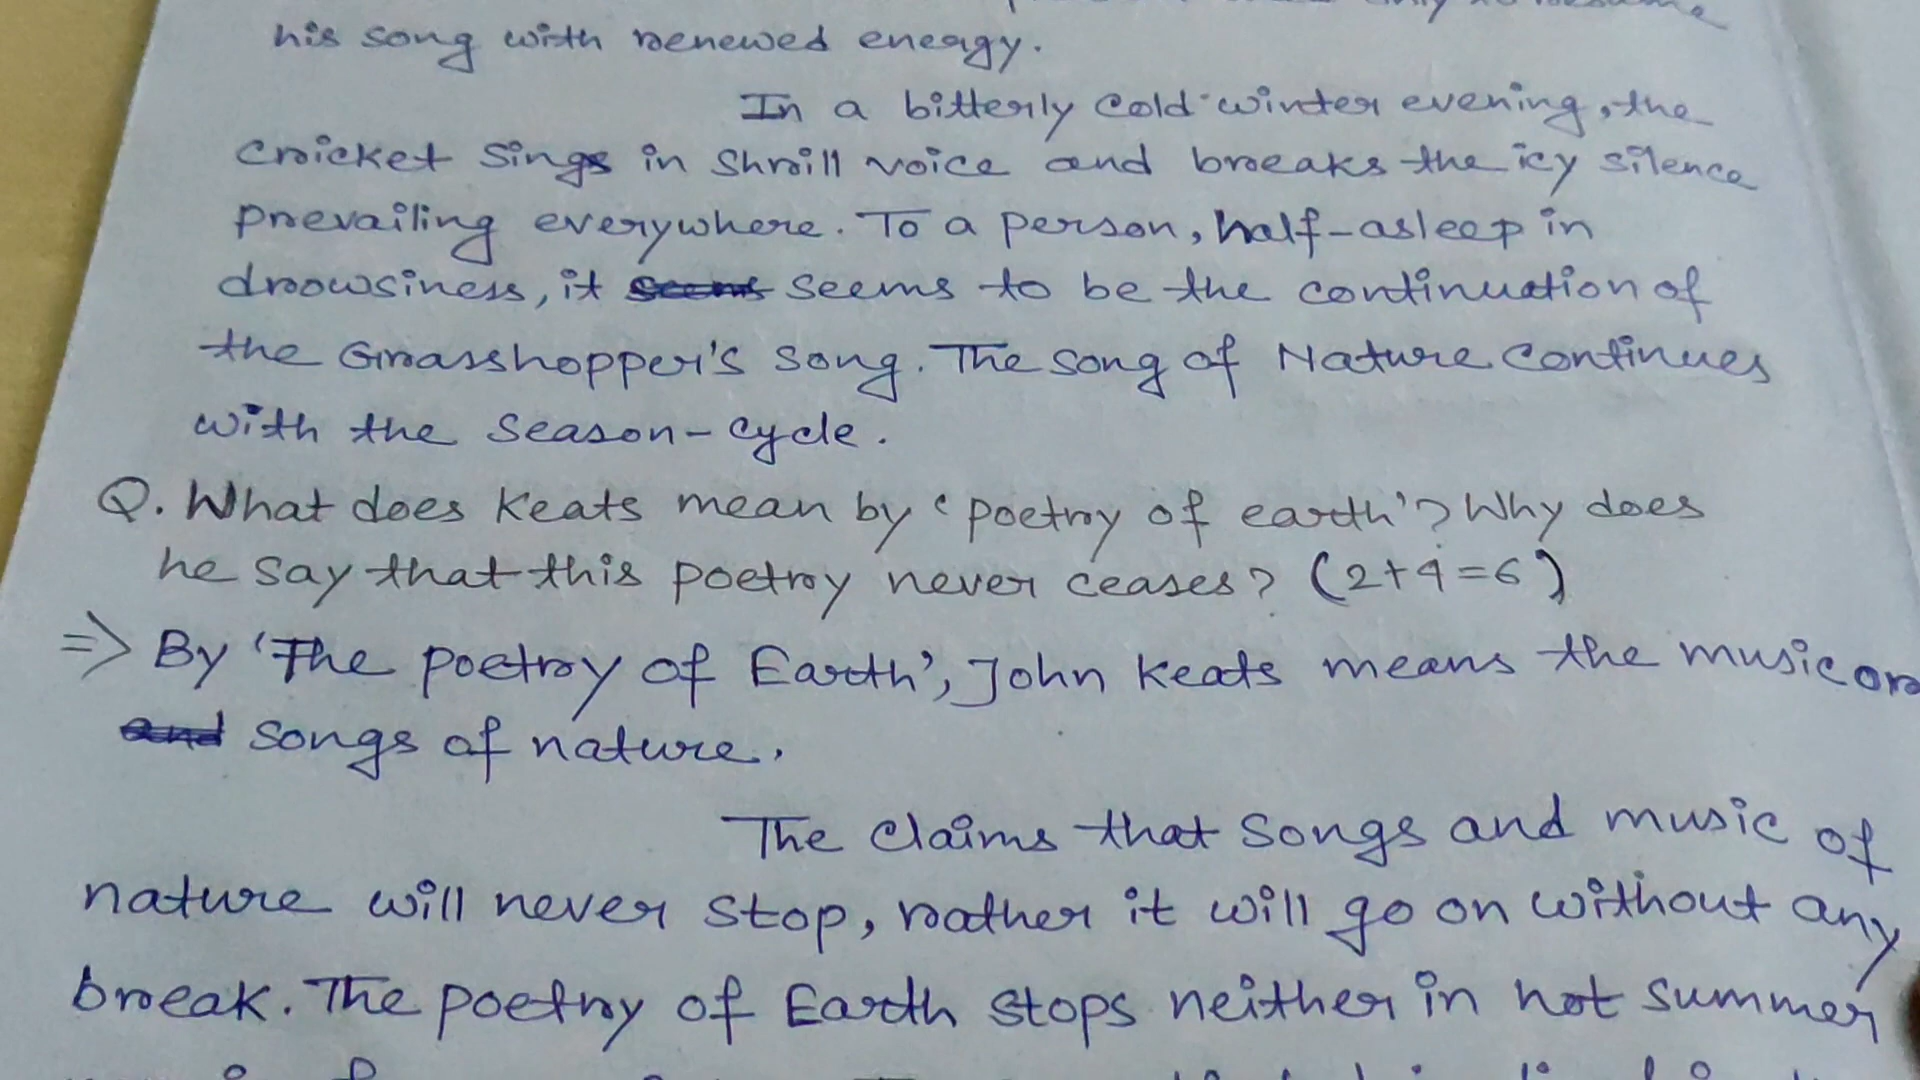 his song with renewed energy.
In a bitterly cold winter evening, the
Cricket Sings in Shrill voice and breaks the icy silence
prevailing everywhere. To a person, half-asleep in
drowsiness, it seems to be the continuation of
the Grasshopper's song. The song of Nature continues
with the Season-cycle.
Q. What does Keats mean by 'poetry of earth'? Why does
he say that this poetry never ceases? (2+4=6)
=> By 'The poetry of Earth', John Keats means the music or
songs of nature.
The Claims that Songs and music of
nature will never stop, rather it will go on without any
break. The poetry of Earth stops neither in hot summer